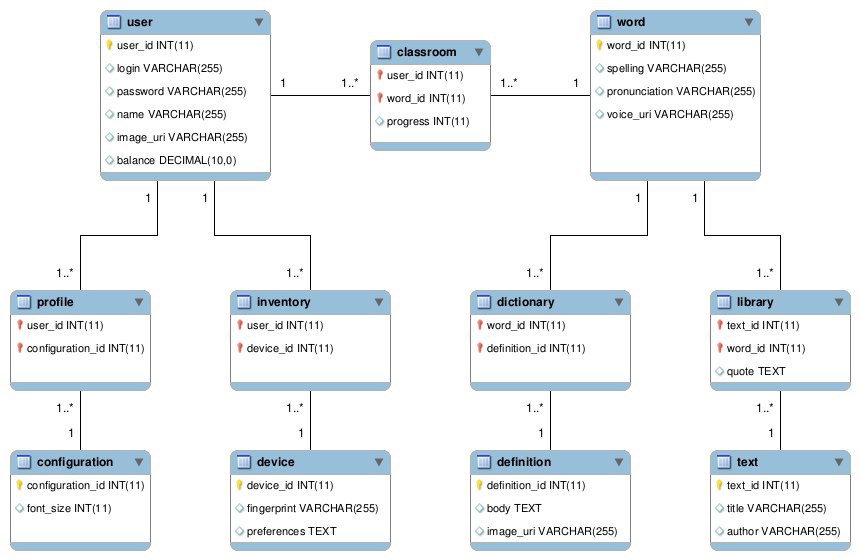 user
user_id INT(11)
login VARCHAR(255)
password VARCHAR(255)
name VARCHAR(255)
image_uri VARCHAR(255)
balance DECIMAL(10,0)
1
1..*
classroom
user_id INT(11)
word_id INT(11)
progress INT(11)
1..*
1
word
word_id INT(11)
spelling VARCHAR(255)
pronunciation VARCHAR(255)
voice_uri VARCHAR(255)
1
1
1
1
1..*
1..*
1..*
1..*
profile
user_id INT(11)
configuration_id INT(11)
inventory
user_id INT(11)
device_id INT(11)
dictionary
word_id INT(11)
definition_id INT(11)
library
text_id INT(11)
word_id INT(11)
quote TEXT
1..*
1..*
1..*
1..*
1
1
1
1
configuration
configuration_id INT(11)
font_size INT(11)
device
device_id INT(11)
fingerprint VARCHAR(255)
preferences TEXT
definition
definition_id INT(11)
body TEXT
image_uri VARCHAR(255)
text
text_id INT(11)
title VARCHAR(255)
author VARCHAR(255)